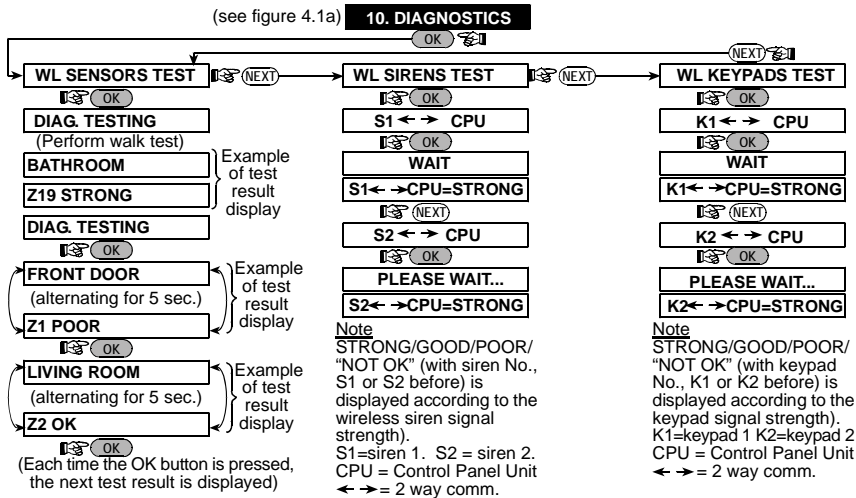 (see figure 4.1a) 10. DIAGNOSTICS
OK
NEXT
WL SENSORS TEST
NEXT
WL SIRENS TEST
NEXT
WL KEYPADS TEST
OK
DIAG. TESTING
(Perform walk test)
BATHROOM
Z19 STRONG
Example
of test
result
display
DIAG. TESTING
OK
FRONT DOOR
(alternating for 5 sec.)
Z1 POOR
Example
of test
result
display
OK
LIVING ROOM
(alternating for 5 sec.)
Z2 OK
Example
of test
result
display
OK
(Each time the OK button is pressed,
the next test result is displayed)
OK
S1 ← → CPU
OK
WAIT
S1← →CPU=STRONG
NEXT
S2 ← → CPU
OK
PLEASE WAIT...
S2← →CPU=STRONG
Note
STRONG/GOOD/POOR/
“NOT OK” (with siren No.,
S1 or S2 before) is
displayed according to the
wireless siren signal
strength).
S1=siren 1. S2 = siren 2.
CPU = Control Panel Unit
← → = 2 way comm.
OK
K1 ← → CPU
OK
WAIT
K1← →CPU=STRONG
NEXT
K2 ← → CPU
OK
PLEASE WAIT...
K2← →CPU=STRONG
Note
STRONG/GOOD/POOR/
“NOT OK” (with keypad
No., K1 or K2 before) is
displayed according to the
keypad signal strength).
K1=keypad 1 K2=keypad 2
CPU = Control Panel Unit
← → = 2 way comm.